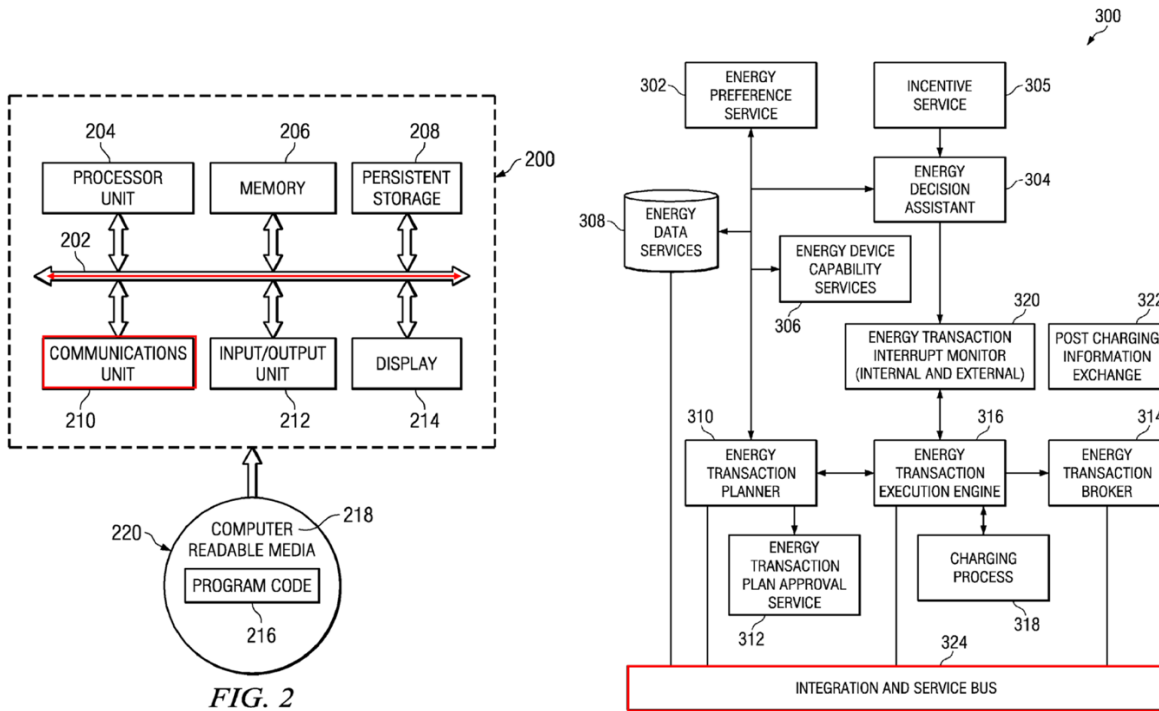 204
206
208
200
PROCESSOR
UNIT
MEMORY
PERSISTENT
STORAGE
202
COMMUNICATIONS
UNIT
INPUT/OUTPUT
UNIT
DISPLAY
210
212
214
220
COMPUTER
READABLE MEDIA
218
PROGRAM CODE
216
FIG. 2
300
302
ENERGY
PREFERENCE
SERVICE
INCENTIVE
SERVICE
305
ENERGY
DECISION
ASSISTANT
304
308
ENERGY
DATA
SERVICES
ENERGY DEVICE
CAPABILITY
SERVICES
306
320
322
ENERGY TRANSACTION
INTERRUPT MONITOR
(INTERNAL AND EXTERNAL)
POST CHARGING
INFORMATION
EXCHANGE
310
316
314
ENERGY
TRANSACTION
PLANNER
ENERGY
TRANSACTION
EXECUTION ENGINE
ENERGY
TRANSACTION
BROKER
ENERGY
TRANSACTION
PLAN APPROVAL
SERVICE
312
CHARGING
PROCESS
318
324
INTEGRATION AND SERVICE BUS